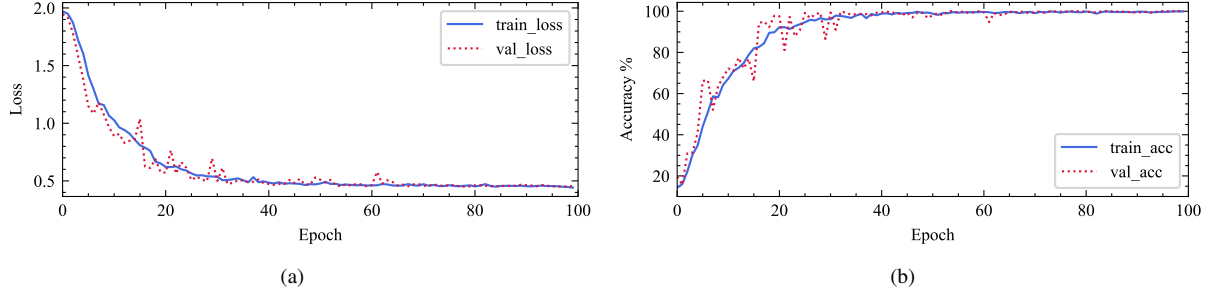 2.0
1.5
1.0
0.5
Loss
train_loss
val_loss
0 20 40 60 80 100
Epoch
(a)
100
80
60
40
20
Accuracy %
train_acc
val_acc
0 20 40 60 80 100
Epoch
(b)